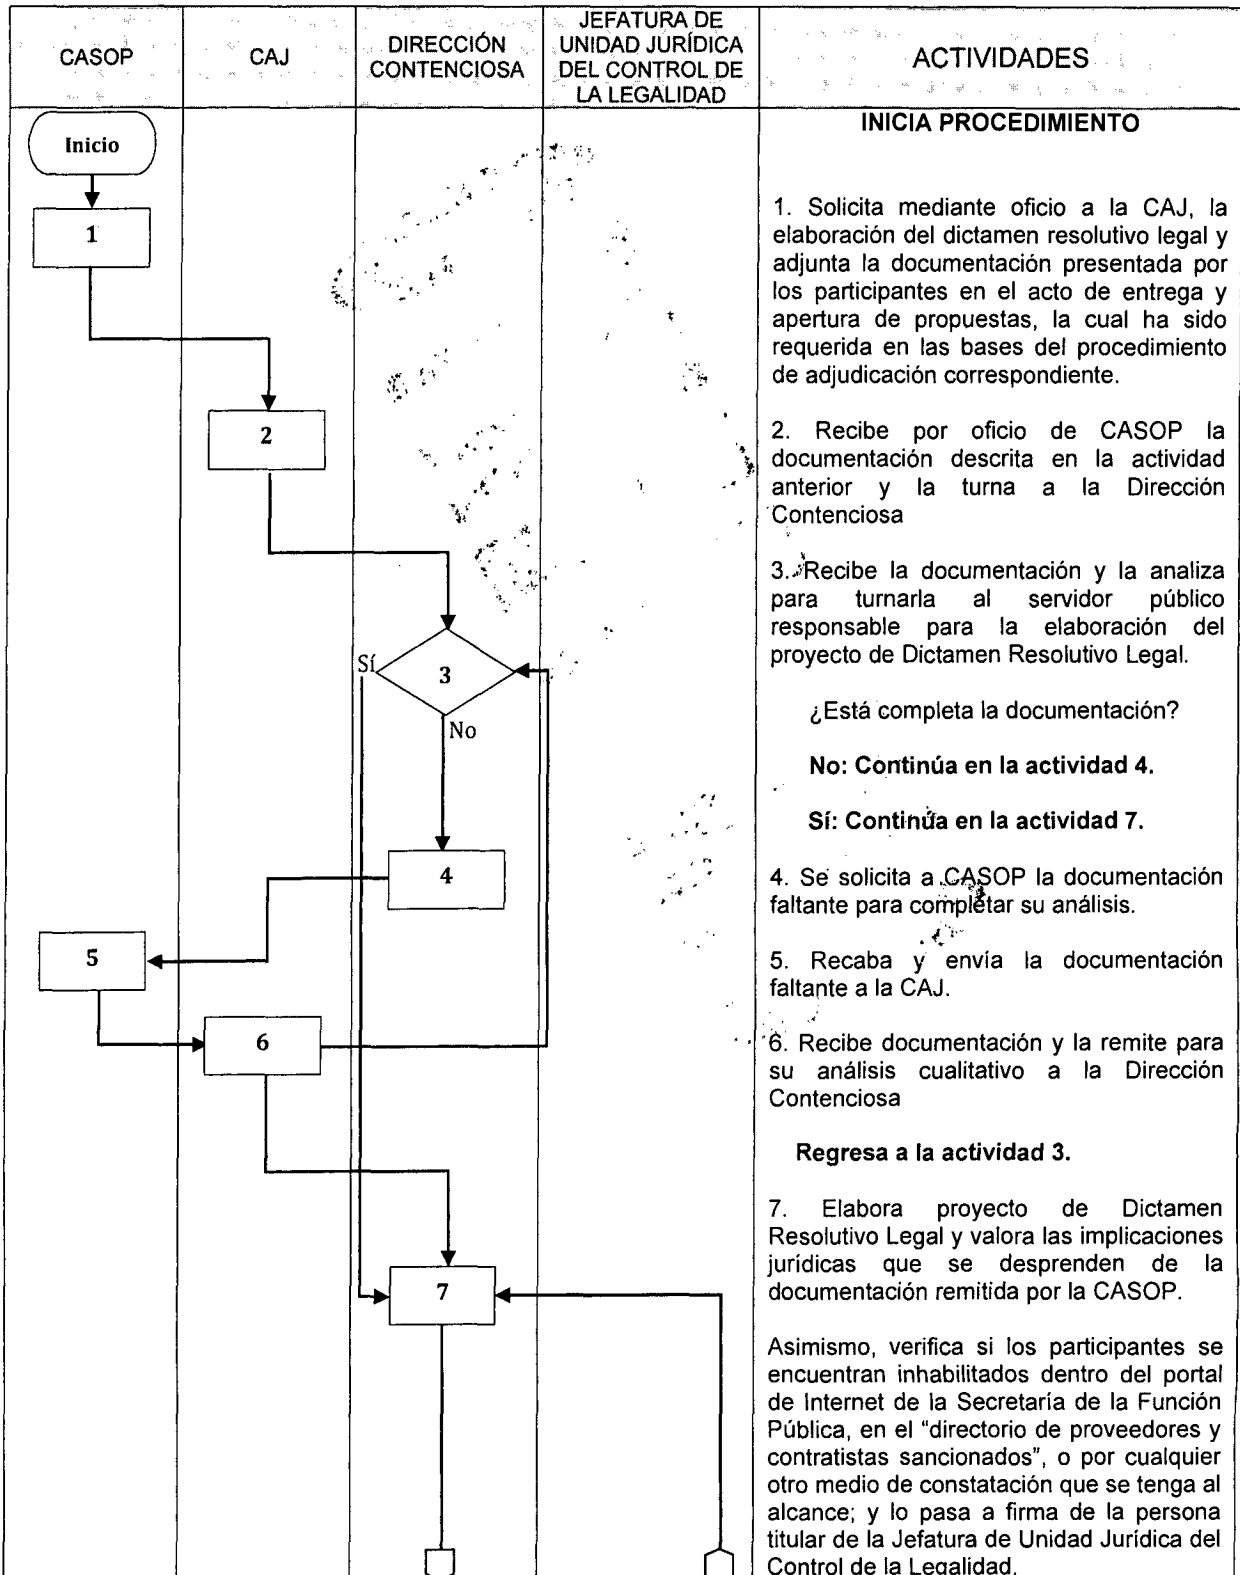 CASOP
CAJ
DIRECCIÓN
CONTENCIOSA
JEFATURA DE
UNIDAD JURÍDICA
DEL CONTROL DE
LA LEGALIDAD
ACTIVIDADES
Inicio
1
2
3
Sí
No
4
5
6
7
INICIA PROCEDIMIENTO
1. Solicita mediante oficio a la CAJ, la
elaboración del dictamen resolutivo legal y
adjunta la documentación presentada por
los participantes en el acto de entrega y
apertura de propuestas, la cual ha sido
requerida en las bases del procedimiento
de adjudicación correspondiente.
2. Recibe por oficio de CASOP la
documentación descrita en la actividad
anterior y la turna a la Dirección
Contenciosa
3. Recibe la documentación y la analiza
para turnarla al servidor público
responsable para la elaboración del
proyecto de Dictamen Resolutivo Legal.
¿Está completa la documentación?
No: Continúa en la actividad 4.
Sí: Continúa en la actividad 7.
4. Se solicita a CASOP la documentación
faltante para completar su análisis.
5. Recaba y envía la documentación
faltante a la CAJ.
6. Recibe documentación y la remite para
su análisis cualitativo a la Dirección
Contenciosa
Regresa a la actividad 3.
7. Elabora proyecto de Dictamen
Resolutivo Legal y valora las implicaciones
jurídicas que se desprenden de la
documentación remitida por la CASOP.
Asimismo, verifica si los participantes se
encuentran inhabilitados dentro del portal
de Internet de la Secretaría de la Función
Pública, en el “directorio de proveedores y
contratistas sancionados”, o por cualquier
otro medio de constatación que se tenga al
alcance; y lo pasa a firma de la persona
titular de la Jefatura de Unidad Jurídica del
Control de la Legalidad.